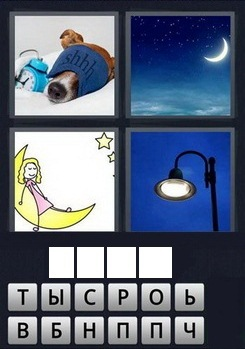 shhh
Т Ы С Р О Ь
В Б Н П П Ч